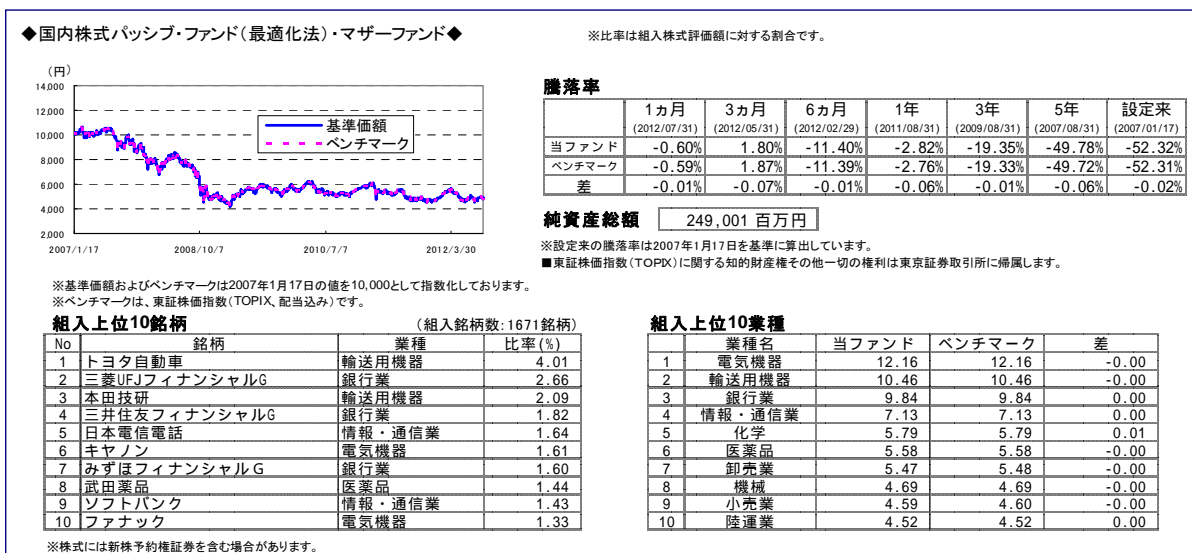 ◆国内株式パッシブ・ファンド(最適化法)・マザーファンド◆
※比率は組入株式評価額に対する割合です。
(円)
14,000
12,000
10,000
8,000
6,000
4,000
2,000
基準価額
ベンチマーク
2007/1/17 2008/10/7 2010/7/7 2012/3/30
※基準価額およびベンチマークは2007年1月17日の値を10,000として指数化しております。
※ベンチマークは、東証株価指数(TOPIX、配当込み)です。
騰落率
1ヵ月 3ヵ月 6ヵ月 1年 3年 5年 設定来
(2012/07/31) (2012/05/31) (2012/02/29) (2011/08/31) (2009/08/31) (2007/08/31) (2007/01/17)
当ファンド -0.60% 1.80% -11.40% -2.82% -19.35% -49.78% -52.32%
ベンチマーク -0.59% 1.87% -11.39% -2.76% -19.33% -49.72% -52.31%
差 -0.01% -0.07% -0.01% -0.06% -0.01% -0.06% -0.02%
純資産総額 249,001 百万円
※設定来の騰落率は2007年1月17日を基準に算出しています。
■東証株価指数(TOPIX)に関する知的財産権その他一切の権利は東京証券取引所に帰属します。
組入上位10銘柄 (組入銘柄数:1671銘柄)
No 銘柄 業種 比率(%)
1 トヨタ自動車 輸送用機器 4.01
2 三菱UFJフィナンシャルG 銀行業 2.66
3 本田技研 輸送用機器 2.09
4 三井住友フィナンシャルG 銀行業 1.82
5 日本電信電話 情報・通信業 1.64
6 キヤノン 電気機器 1.61
7 みずほフィナンシャルG 銀行業 1.60
8 武田薬品 医薬品 1.44
9 ソフトバンク 情報・通信業 1.43
10 ファナック 電気機器 1.33
※株式には新株予約権証券を含む場合があります。
組入上位10業種
業種名 当ファンド ベンチマーク 差
1 電気機器 12.16 12.16 -0.00
2 輸送用機器 10.46 10.46 -0.00
3 銀行業 9.84 9.84 0.00
4 情報・通信業 7.13 7.13 0.00
5 化学 5.79 5.79 0.01
6 医薬品 5.58 5.58 -0.00
7 卸売業 5.47 5.48 -0.00
8 機械 4.69 4.69 -0.00
9 小売業 4.59 4.60 -0.00
10 陸運業 4.52 4.52 0.00